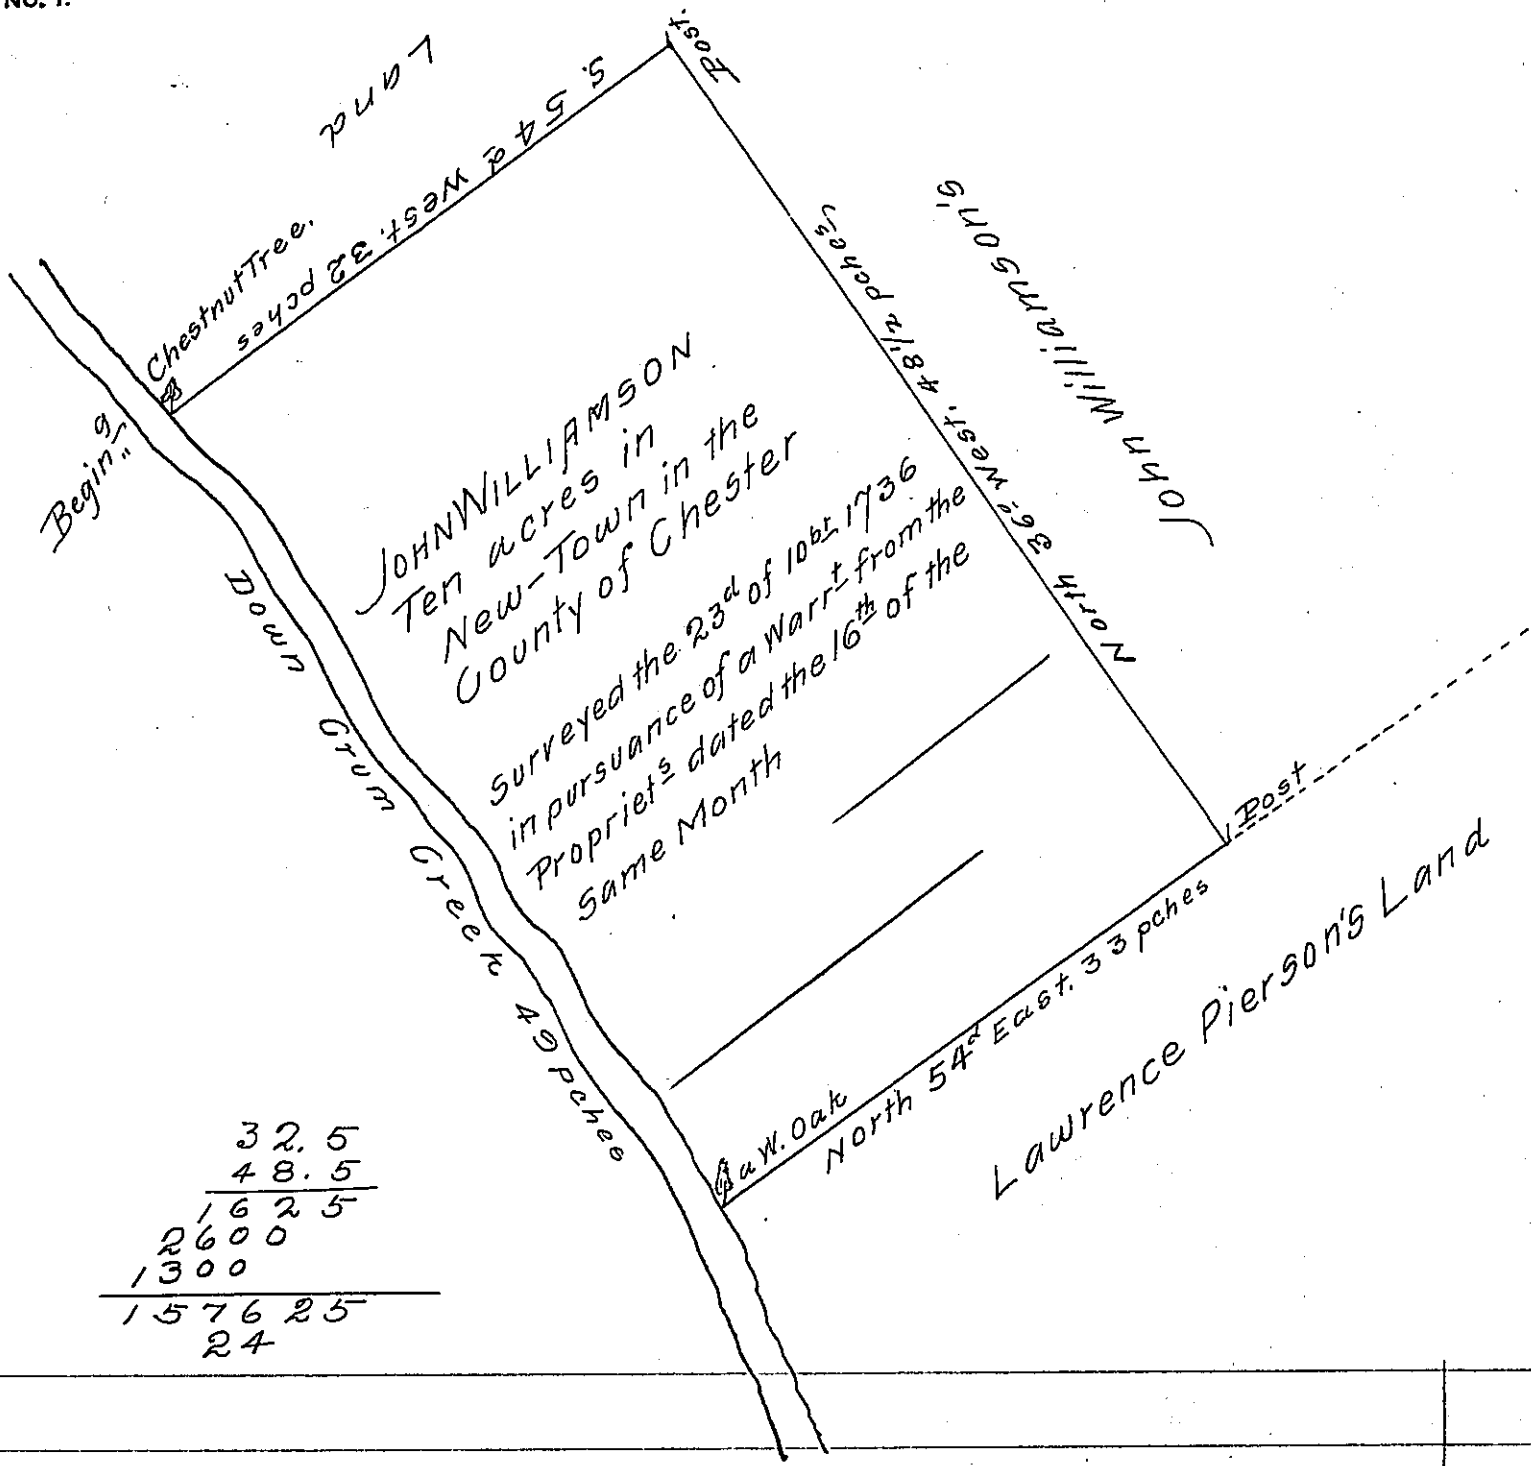 No. 1.
Land
S. 54 d West. 32 pches
Post.
Chestnut Tree.
Begin.g
John Williamson's
North 36d West. 48 1/2 pches
JOHN WILLIAMSON
Ten acres in
New-Town in the
County of Chester
Surveyed the 23d of 10br 1736
in pursuance of a Warrt from the
Propriets dated the 16th of the
Same Month
Down Crum Creek 49 pches
Post
a W. Oak
North 54d East. 33 pches
Lawrence Pierson's Land
32.5
48.5
1625
2600
1300
157625
24